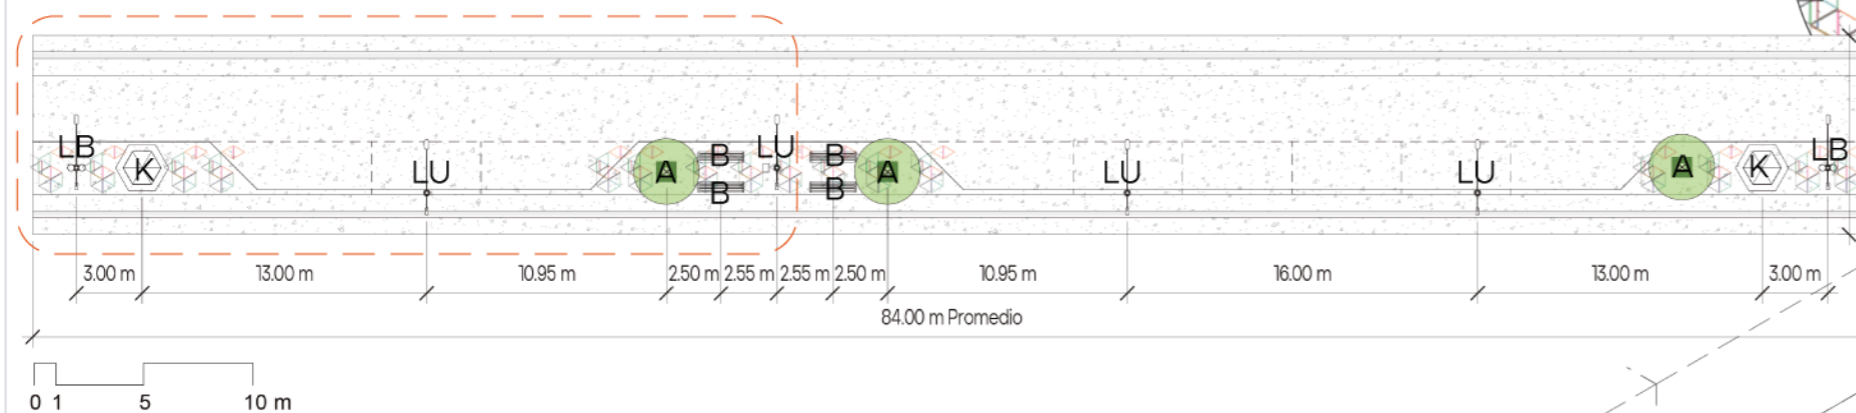 LB K LU A B LU B A LU LU A K LB
B B
3.00 m 13.00 m 10.95 m 2.50 m 2.55 m 2.55 m 2.50 m 10.95 m 16.00 m 13.00 m 3.00 m
84.00 m Promedio
0 1 5 10 m